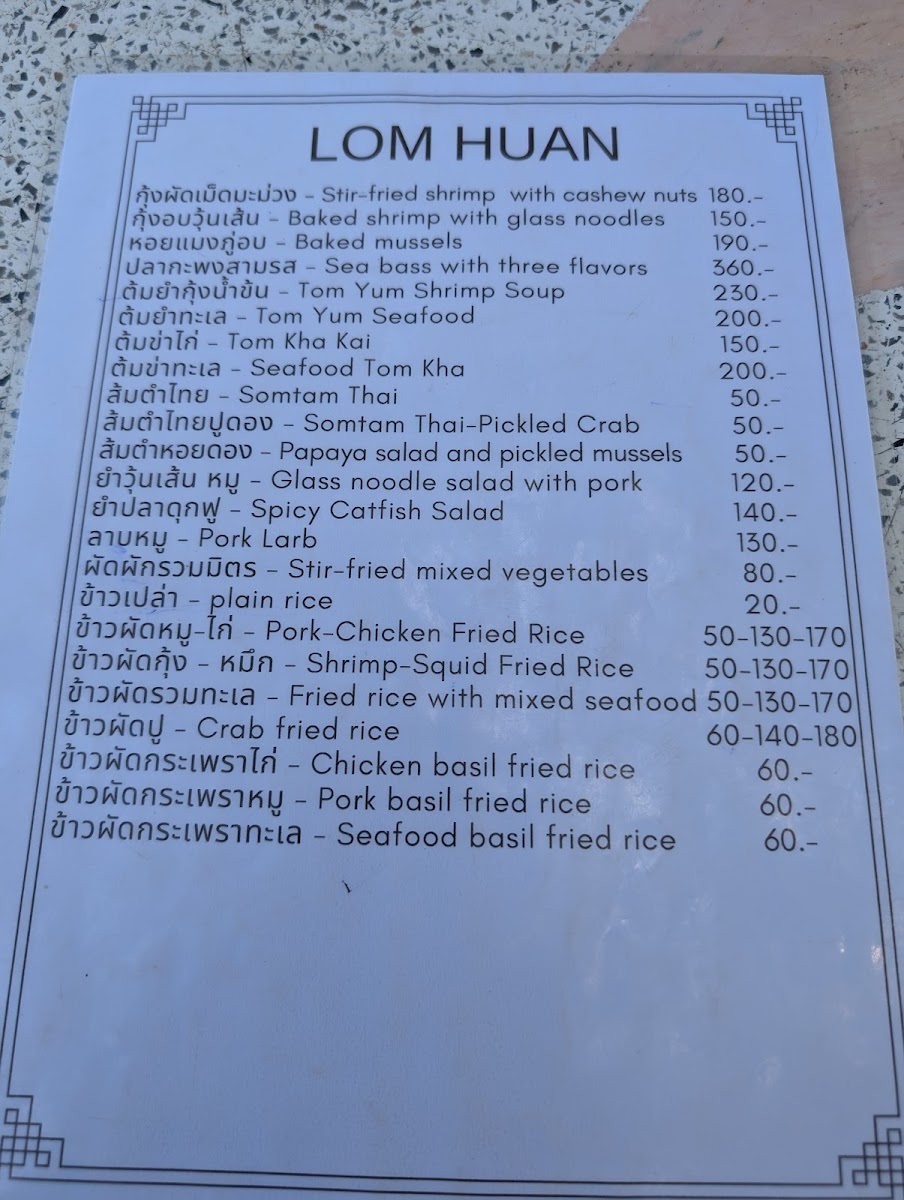 LOM HUAN
กุ้งผัดเม็ดมะม่วง - Stir-fried shrimp with cashew nuts 180.-
กุ้งอบวุ้นเส้น - Baked shrimp with glass noodles 150.-
หอยแมงภู่อบ - Baked mussels 190.-
ปลากะพงสามรส - Sea bass with three flavors 360.-
ต้มยำกุ้งน้ำข้น - Tom Yum Shrimp Soup 230.-
ต้มยำทะเล - Tom Yum Seafood 200.-
ต้มข่าไก่ - Tom Kha Kai 150.-
ต้มข่าทะเล - Seafood Tom Kha 200.-
ส้มตำไทย - Somtam Thai 50.-
ส้มตำไทยปูดอง - Somtam Thai-Pickled Crab 50.-
ส้มตำหอยดอง - Papaya salad and pickled mussels 50.-
ยำวุ้นเส้น หมู - Glass noodle salad with pork 120.-
ยำปลาดุกฟู - Spicy Catfish Salad 140.-
ลาบหมู - Pork Larb 130.-
ผัดผักรวมมิตร - Stir-fried mixed vegetables 80.-
ข้าวเปล่า - plain rice 20.-
ข้าวผัดหมู-ไก่ - Pork-Chicken Fried Rice 50-130-170
ข้าวผัดกุ้ง - หมึก - Shrimp-Squid Fried Rice 50-130-170
ข้าวผัดรวมทะเล - Fried rice with mixed seafood 50-130-170
ข้าวผัดปู - Crab fried rice 60-140-180
ข้าวผัดกระเพราไก่ - Chicken basil fried rice 60.-
ข้าวผัดกระเพราหมู - Pork basil fried rice 60.-
ข้าวผัดกระเพราทะเล - Seafood basil fried rice 60.-